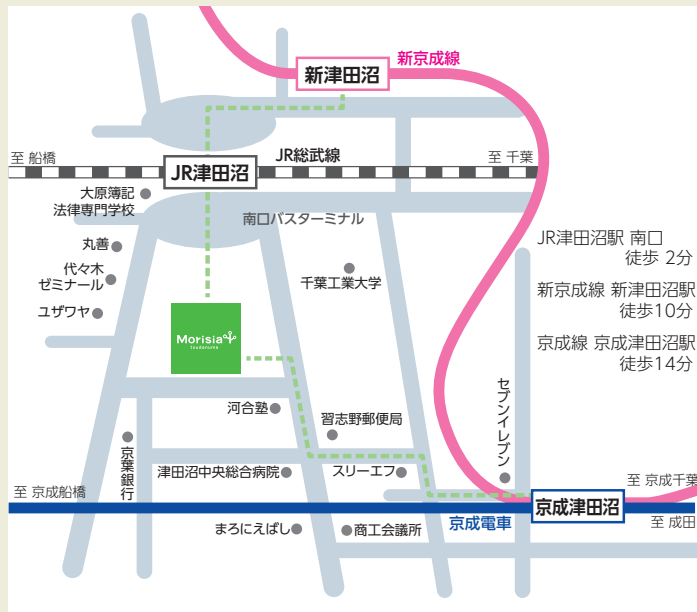 新京成線
新津田沼
至 船橋
JR総武線
至 千葉
JR津田沼
大原簿記
法律専門学校
南口バスターミナル
丸善
JR津田沼駅 南口
徒歩 2分
代々木
ゼミナール
千葉工業大学
新京成線 新津田沼駅
徒歩10分
ユザワヤ
Morisia
Tsudanuma
京成線 京成津田沼駅
徒歩14分
セブンイレブン
河合塾
習志野郵便局
京葉銀行
津田沼中央総合病院
スリーエフ
至 京成船橋
至 京成千葉
京成津田沼
京成電車
至 成田
まろにえばし
商工会議所